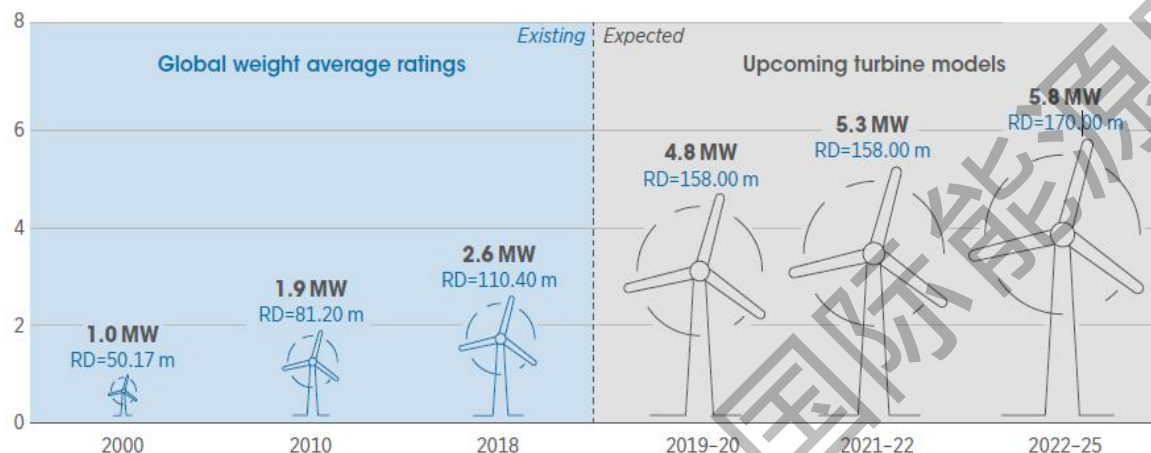 8
Existing
Expected
Global weight average ratings
Upcoming turbine models
5.8 MW
RD=170.00 m
6
5.3 MW
RD=158.00 m
4.8 MW
RD=158.00 m
4
2.6 MW
RD=110.40 m
1.9 MW
RD=81.20 m
2
1.0 MW
RD=50.17 m
0
2000
2010
2018
2019–20
2021–22
2022–25
国际能源